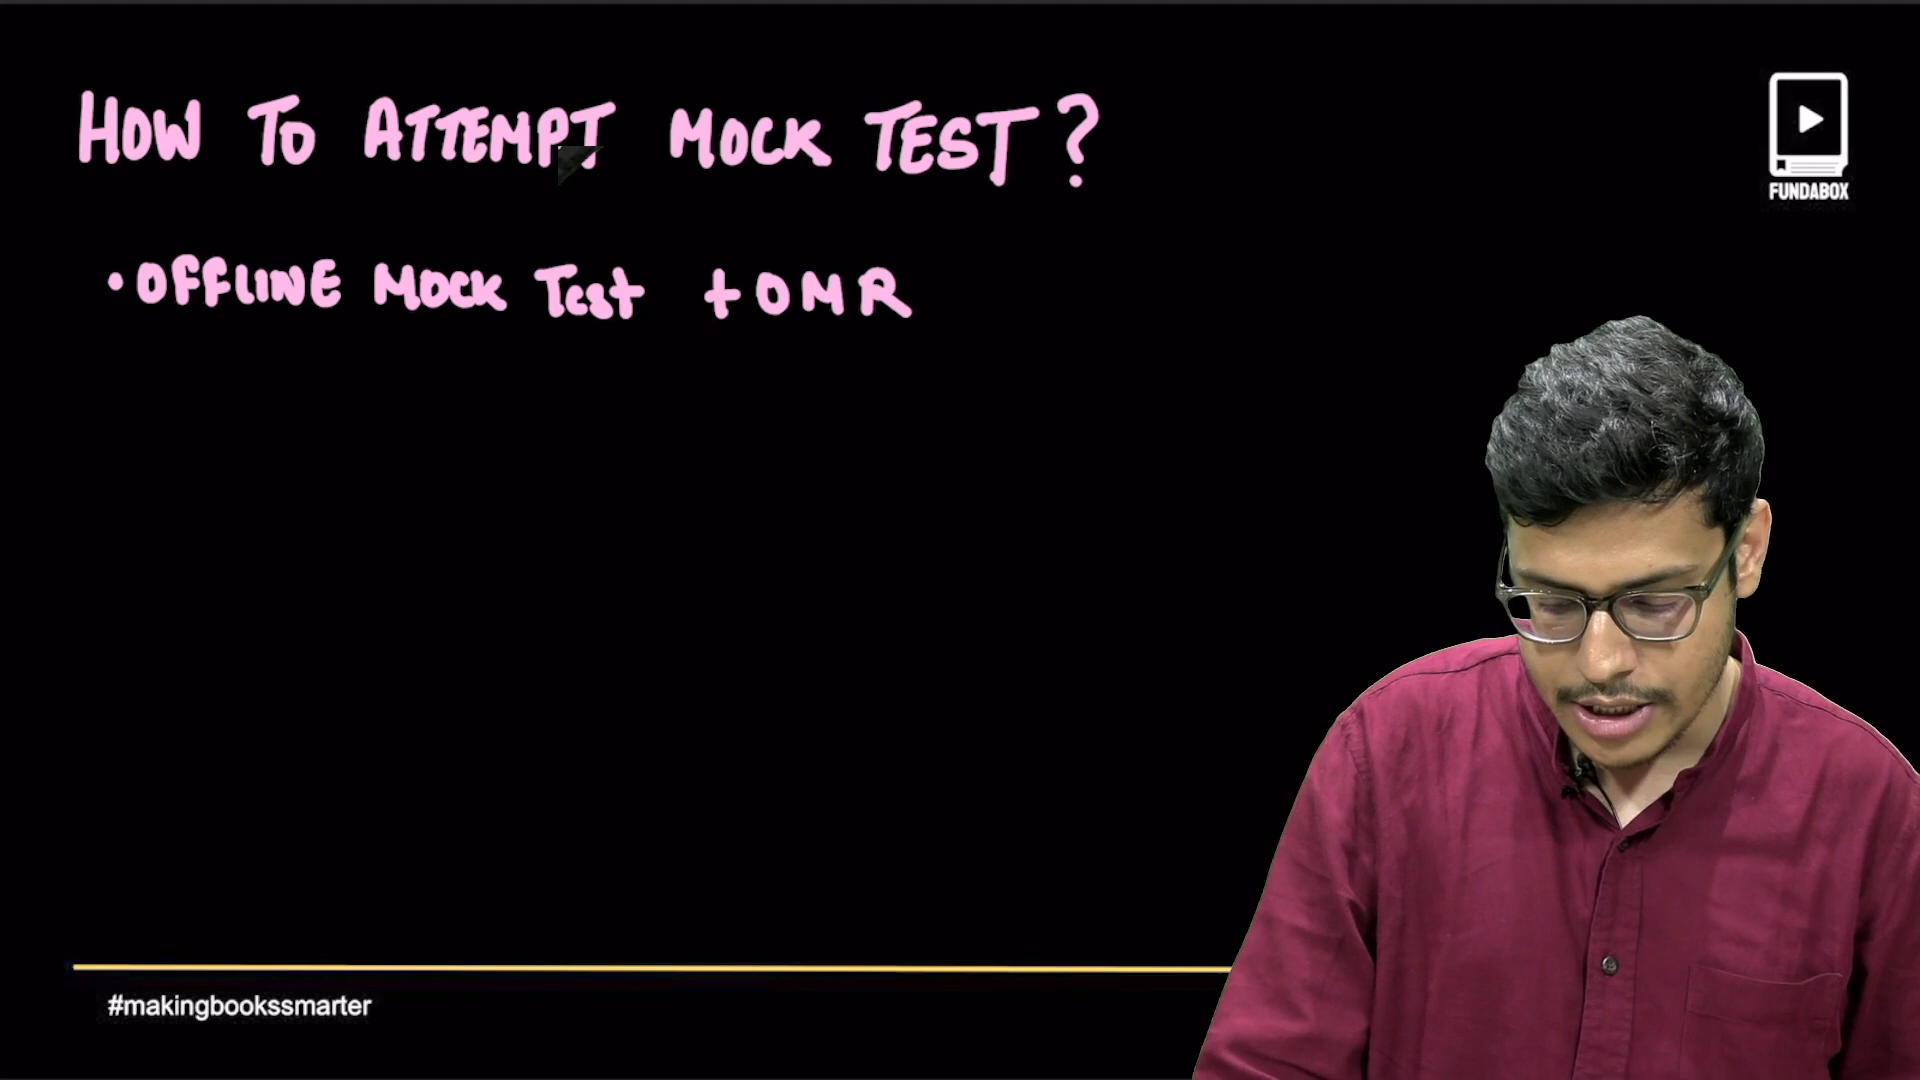 HOW TO ATTEMPT MOCK TEST?
FUNDABOX
• OFFLINE MOCK Test + OMR
#makingbookssmarter